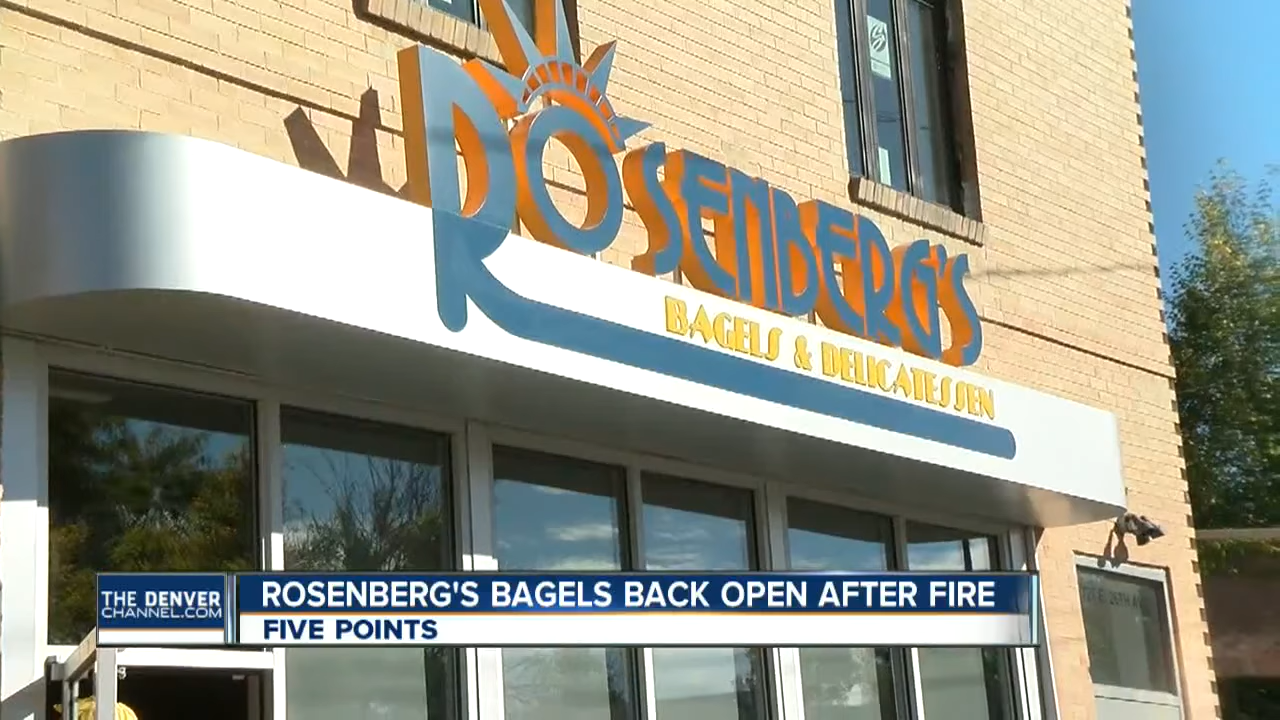 ROSENBERG'S
BAGELS & DELICATESSEN
THE DENVER
CHANNEL.COM
ROSENBERG'S BAGELS BACK OPEN AFTER FIRE
FIVE POINTS